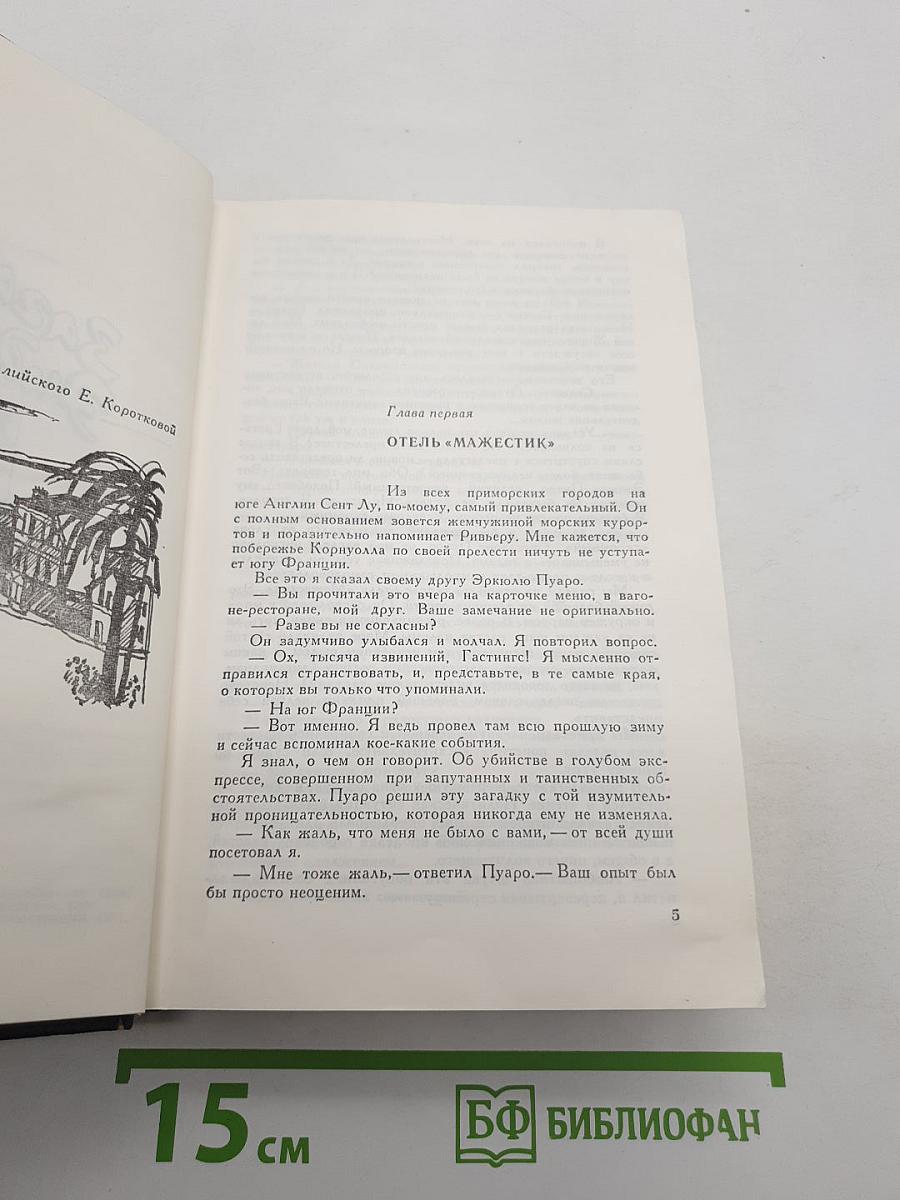 лийского Е. Коротковой
Глава первая
ОТЕЛЬ «МАЖЕСТИК»
Из всех приморских городов на
юге Англии Сент Лу, по-моему, самый привлекательный. Он
с полным основанием зовется жемчужиной морских курор-
тов и поразительно напоминает Ривьеру. Мне кажется, что
побережье Корнуолла по своей прелести ничуть не уступа-
ет югу Франции.
Все это я сказал своему другу Эркюлю Пуаро.
— Вы прочитали это вчера на карточке меню, в ваго-
не-ресторане, мой друг. Ваше замечание не оригинально.
— Разве вы не согласны?
Он задумчиво улыбался и молчал. Я повторил вопрос.
— Ох, тысяча извинений, Гастингс! Я мысленно от-
правился странствовать, и, представьте, в те самые края,
о которых вы только что упоминали.
— На юг Франции?
— Вот именно. Я ведь провел там всю прошлую зиму
и сейчас вспоминал кое-какие события.
Я знал, о чем он говорит. Об убийстве в голубом экс-
прессе, совершенном при запутанных и таинственных об-
стоятельствах. Пуаро решил эту загадку с той изумитель-
ной проницательностью, которая никогда ему не изменяла.
— Как жаль, что меня не было с вами, — от всей души
посетовал я.
— Мне тоже жаль,— ответил Пуаро.— Ваш опыт был
бы просто неоценим.
5
15 см
БФ БИБЛИОФАН